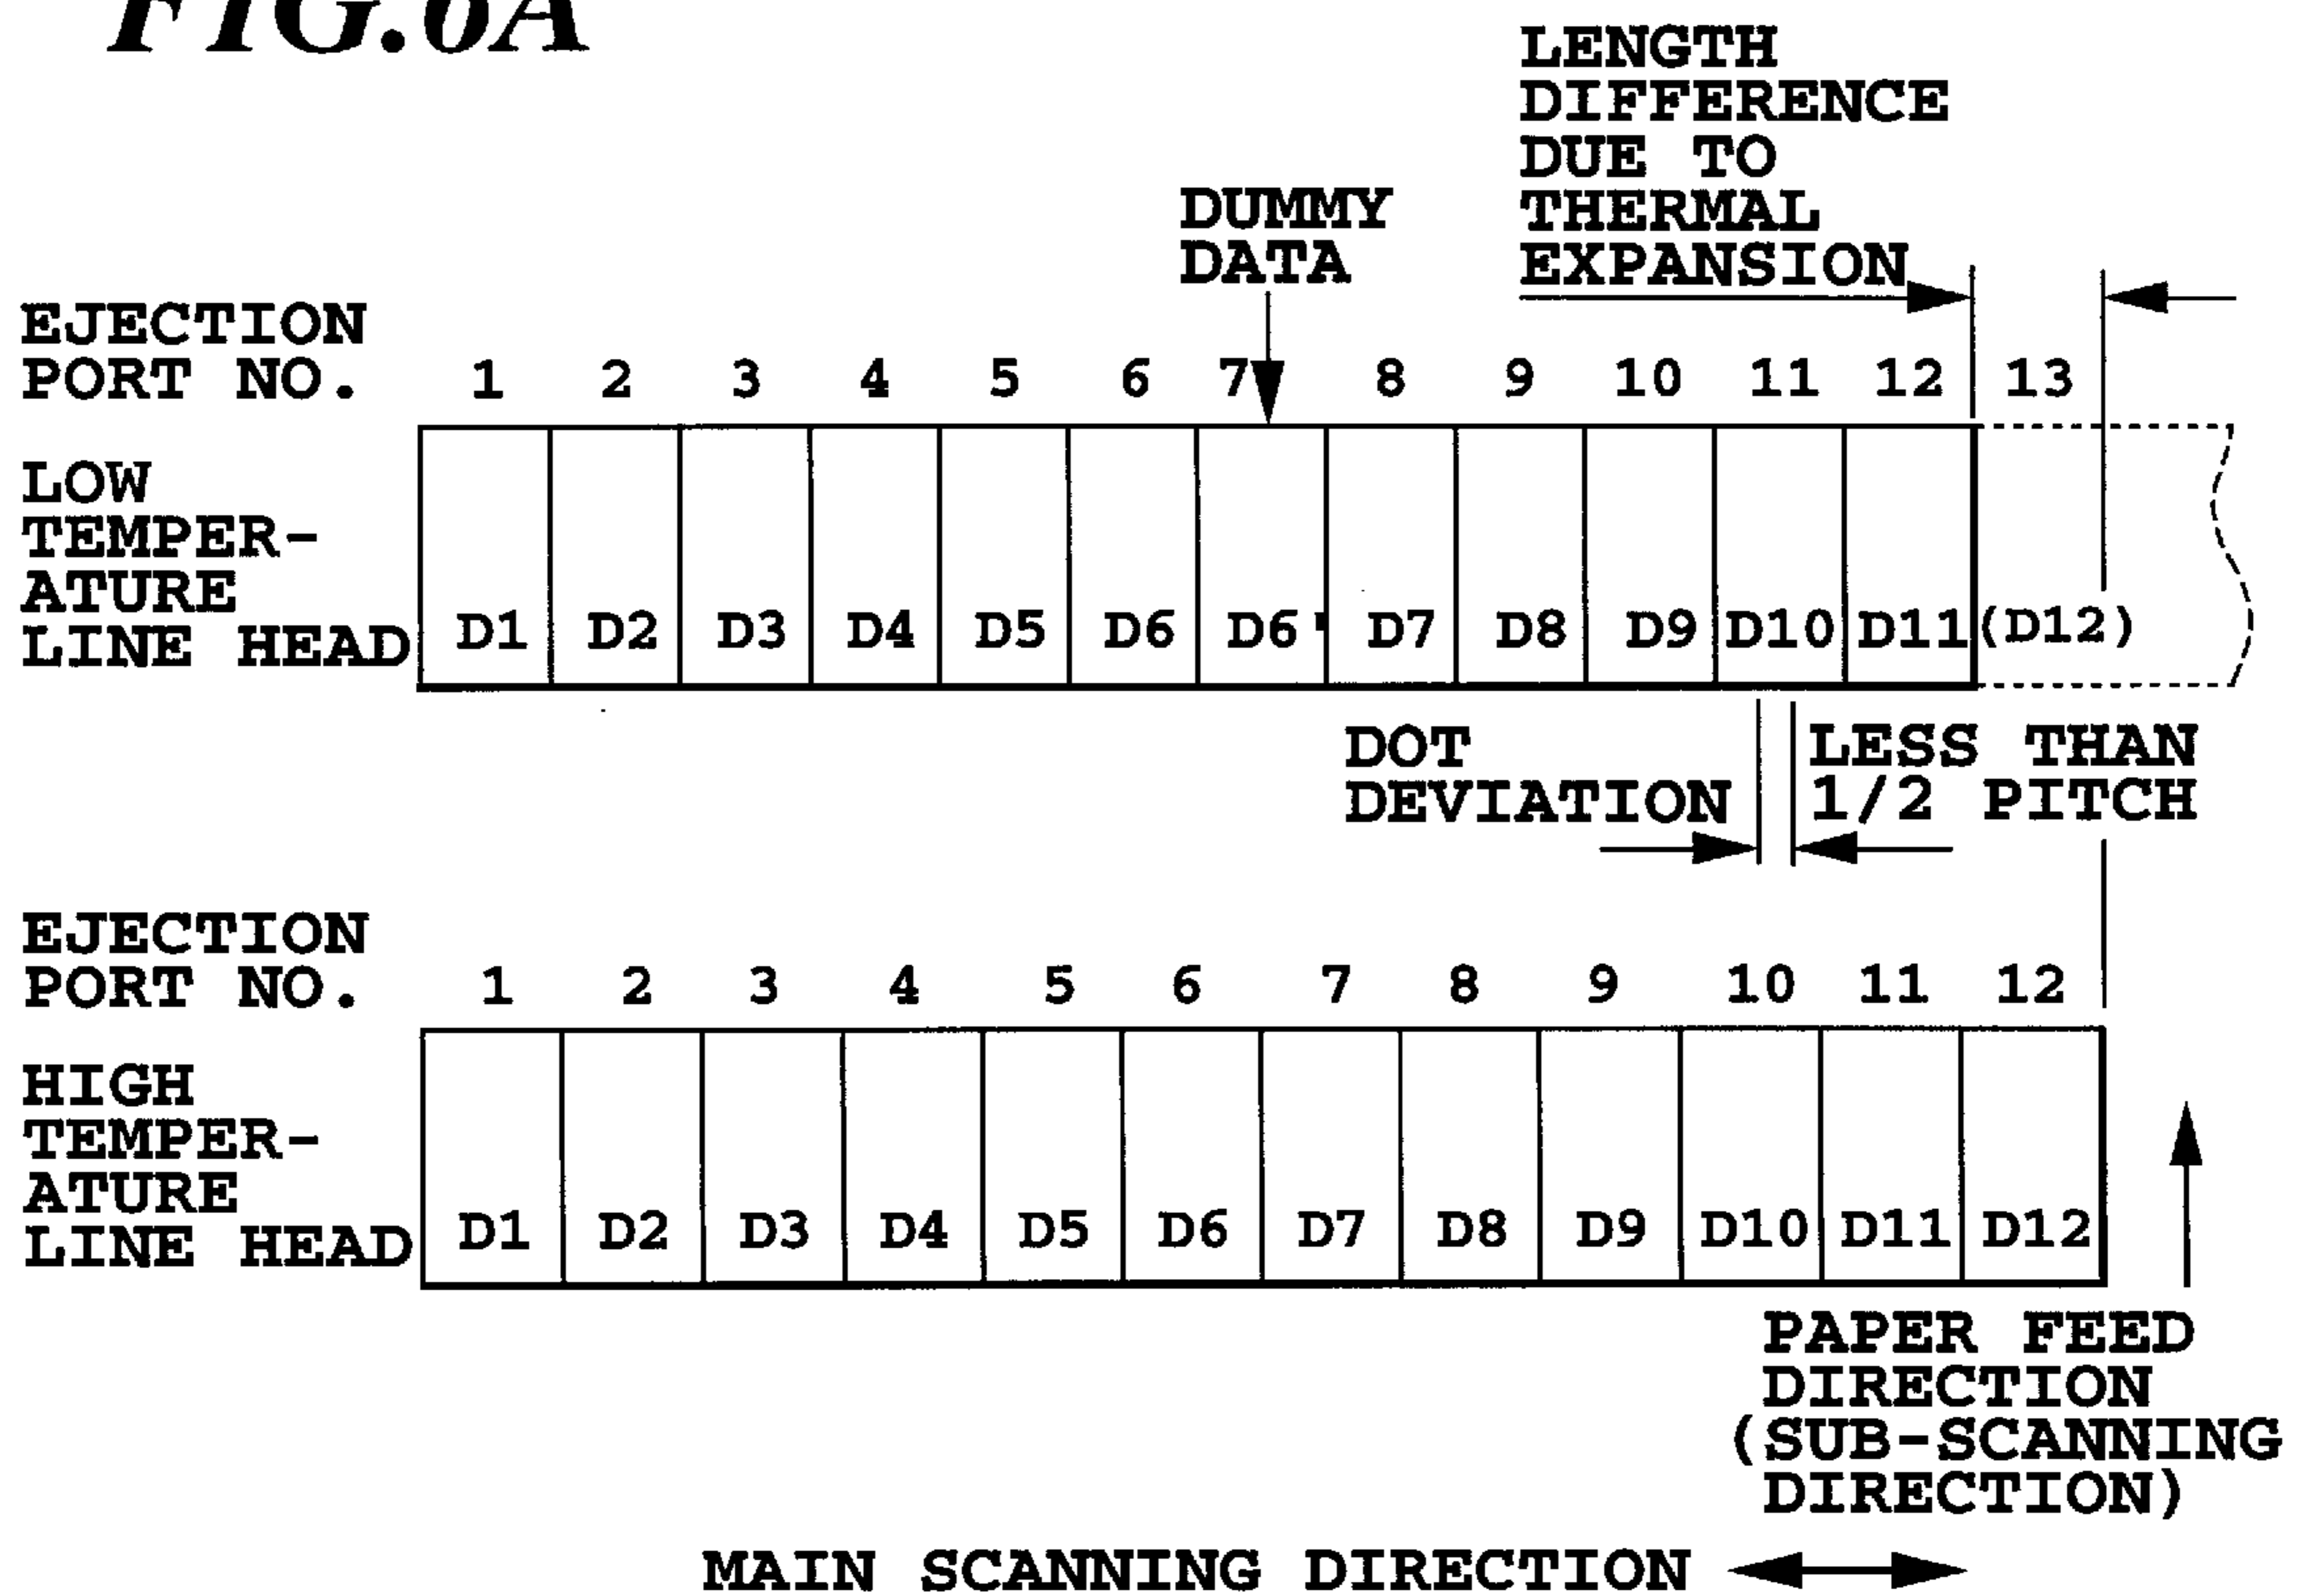 FIG.6A
LENGTH
DIFFERENCE
DUE TO
THERMAL
EXPANSION
DUMMY
DATA
EJECTION
PORT NO. 1 2 3 4 5 6 7 8 9 10 11 12 13
LOW
TEMPER-
ATURE
LINE HEAD D1 D2 D3 D4 D5 D6 D6' D7 D8 D9 D10 D11 (D12)
DOT
DEVIATION
LESS THAN
1/2 PITCH
EJECTION
PORT NO. 1 2 3 4 5 6 7 8 9 10 11 12
HIGH
TEMPER-
ATURE
LINE HEAD D1 D2 D3 D4 D5 D6 D7 D8 D9 D10 D11 D12
PAPER FEED
DIRECTION
(SUB-SCANNING
DIRECTION)
MAIN SCANNING DIRECTION